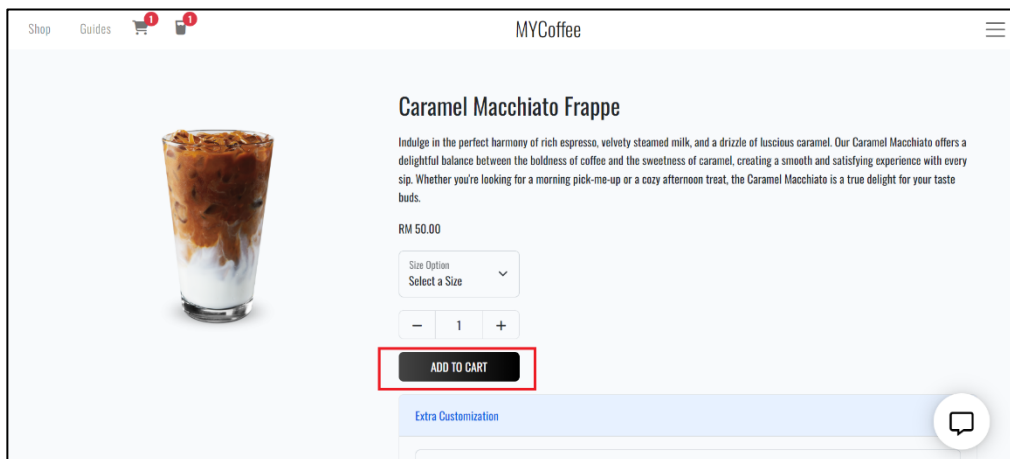 Shop Guides 1 1 MYCoffee
Caramel Macchiato Frappe
Indulge in the perfect harmony of rich espresso, velvety steamed milk, and a drizzle of luscious caramel. Our Caramel Macchiato offers a
delightful balance between the boldness of coffee and the sweetness of caramel, creating a smooth and satisfying experience with every
sip. Whether you're looking for a morning pick-me-up or a cozy afternoon treat, the Caramel Macchiato is a true delight for your taste
buds.
RM 50.00
Size Option
Select a Size
− 1 +
ADD TO CART
Extra Customization